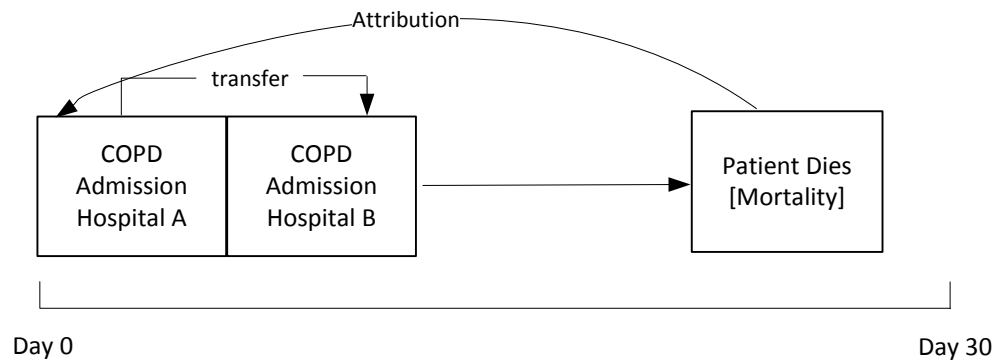 Attribution
transfer
COPD
Admission
Hospital A
COPD
Admission
Hospital B
Patient Dies
[Mortality]
Day 0
Day 30